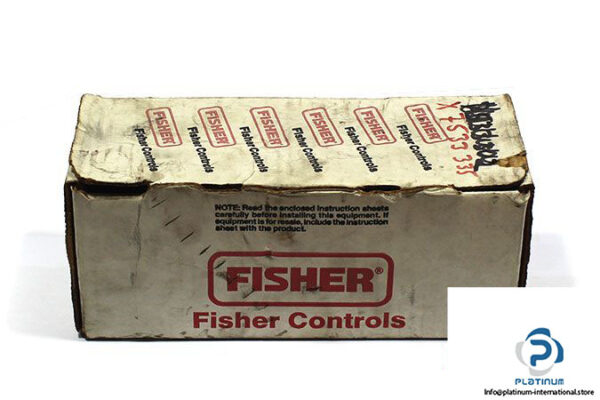 FISHER FISHER FISHER FISHER FISHER FISHER
Fisher Controls Fisher Controls Fisher Controls Fisher Controls Fisher Controls Fisher Controls
NOTE: Read the enclosed instruction sheets
carefully before installing this equipment. If
equipment is for resale, include the instruction
sheet with the product.
FISHER®
Fisher Controls
PLATINUM
Info@platinum-international.store